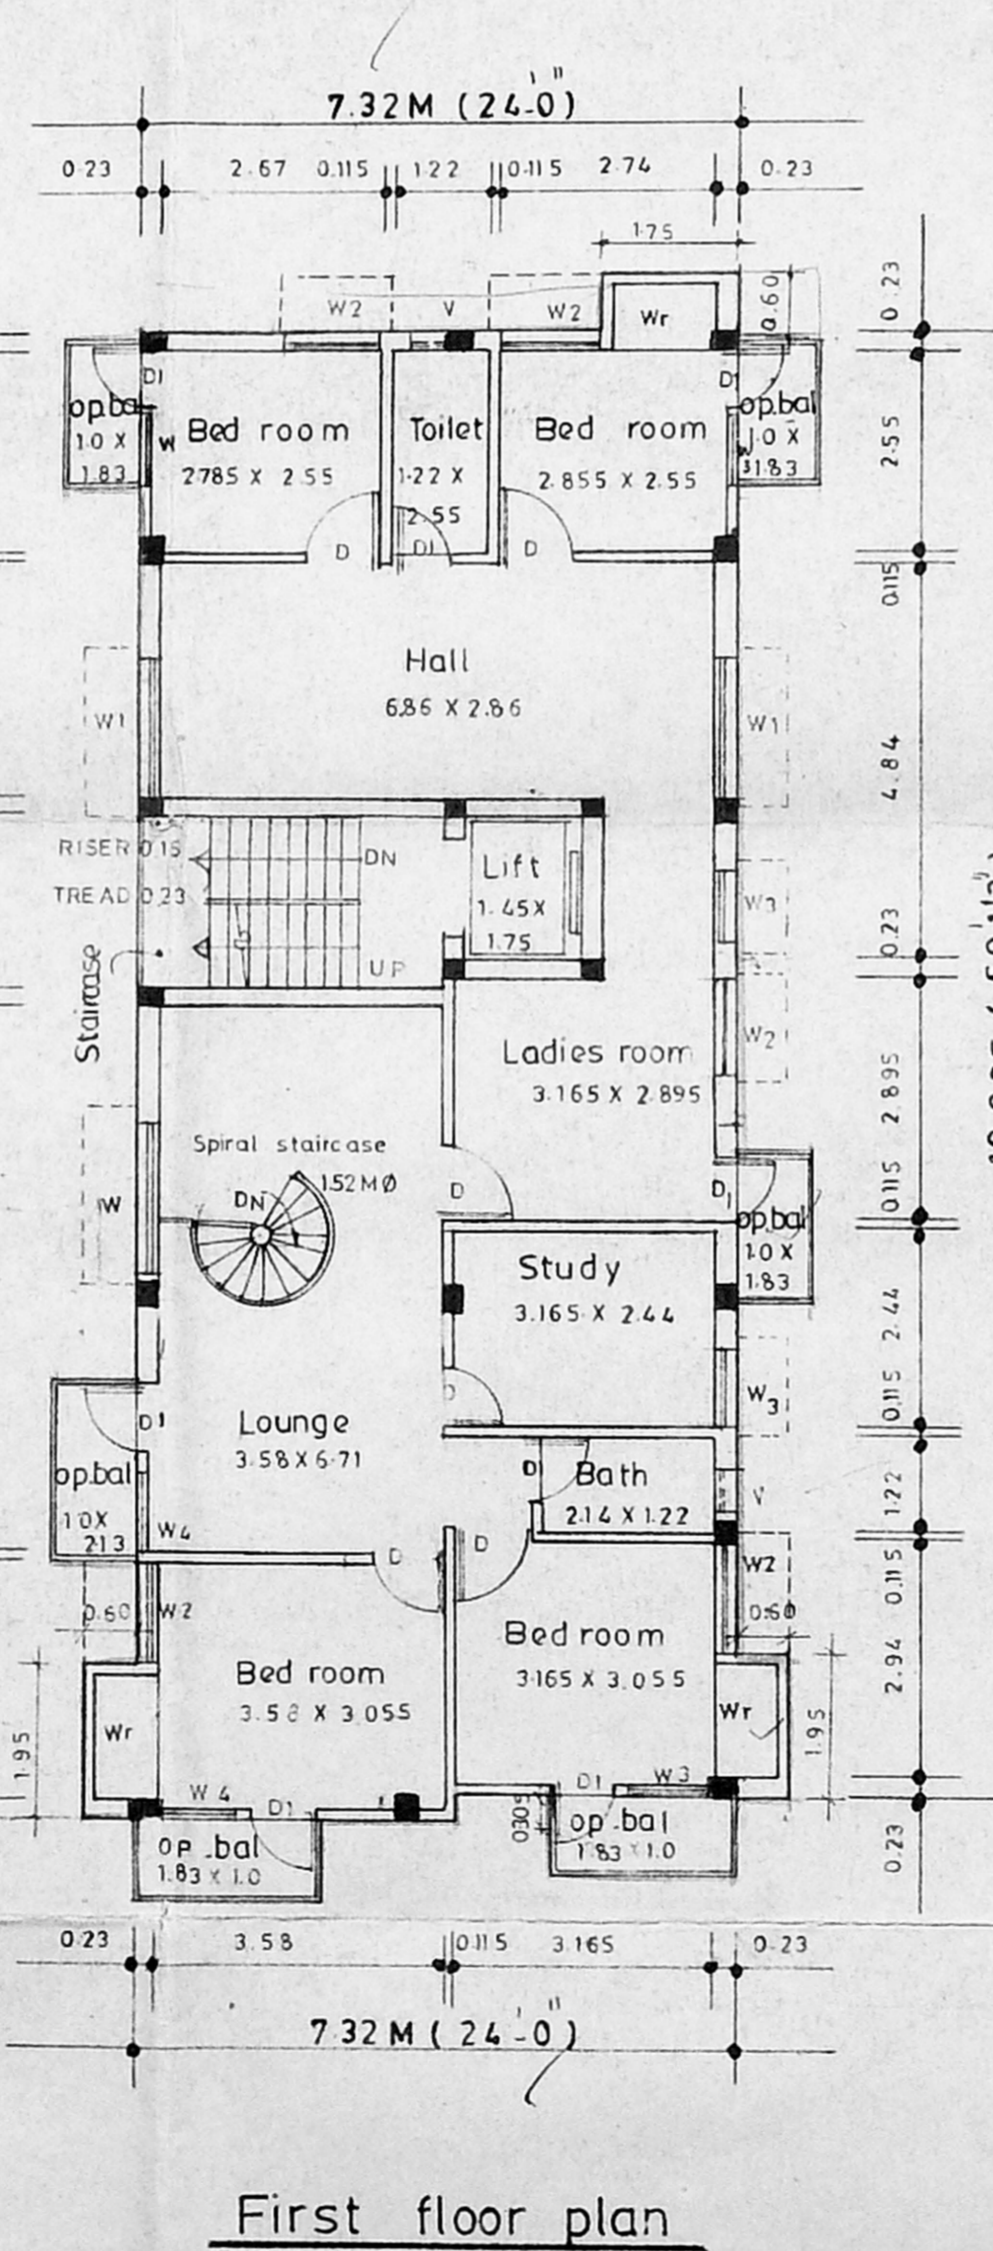 7.32M (24'-0")
0.23 2.67 0.115 1.22 0.115 2.74 0.23
1.75
0.60
0.23
W2 V W2 Wr
D1 D1
op.bal
1.0 X
1.83
W Bed room
2.785 X 2.55
Toilet
1.22 X
2.55
Bed room
2.855 X 2.55
op.bal
1.0 X
1.83
2.55
D D1 D
0.115
Hall
6.86 X 2.86
W1 W1
4.84
RISER 0.15
TREAD 0.23
DN
UP
Lift
1.45X
1.75
W3
0.23
Staircase
W2
Ladies room
3.165 X 2.895
2.895
Spiral staircase
1.52MØ
DN
W
D D1
0.115
op.bal
1.0 X
1.83
Study
3.165 X 2.44
2.44
W3
D
0.115
D1
Lounge
3.58X6.71
op.bal
1.0X
2.13
W4
D Bath
2.14 X 1.22
V
1.22
D D
W2
0.115
0.60 W2
0.60
Bed room
3.165 X 3.055
2.94
Bed room
3.58 X 3.055
Wr Wr
1.95 1.95
W4 D1
D1 W3
0.305
op.bal
1.83 X 1.0
op.bal
1.83 X 1.0
0.23
0.23 3.58 0.115 3.165 0.23
7.32M (24'-0")
First floor plan